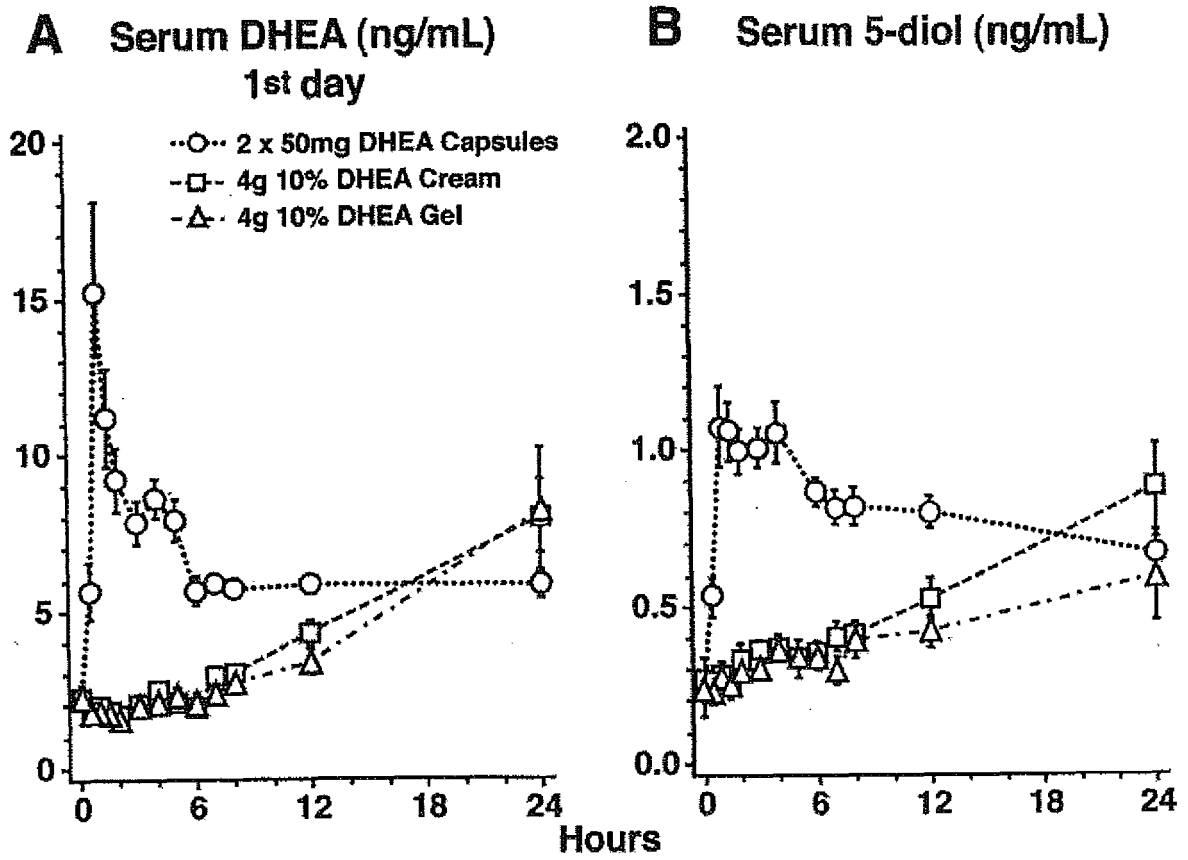 A Serum DHEA (ng/mL)
1st day
B Serum 5-diol (ng/mL)
2 x 50mg DHEA Capsules
4g 10% DHEA Cream
4g 10% DHEA Gel
20
15
10
5
0
0 6 12 18 24
2.0
1.5
1.0
0.5
0.0
0 6 12 18 24
Hours